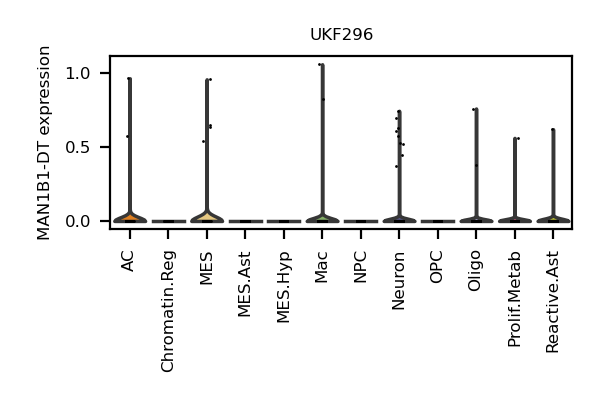 UKF296
MAN1B1-DT expression
1.0
0.5
0.0
AC
Chromatin.Reg
MES
MES.Ast
MES.Hyp
Mac
NPC
Neuron
OPC
Oligo
Prolif.Metab
Reactive.Ast